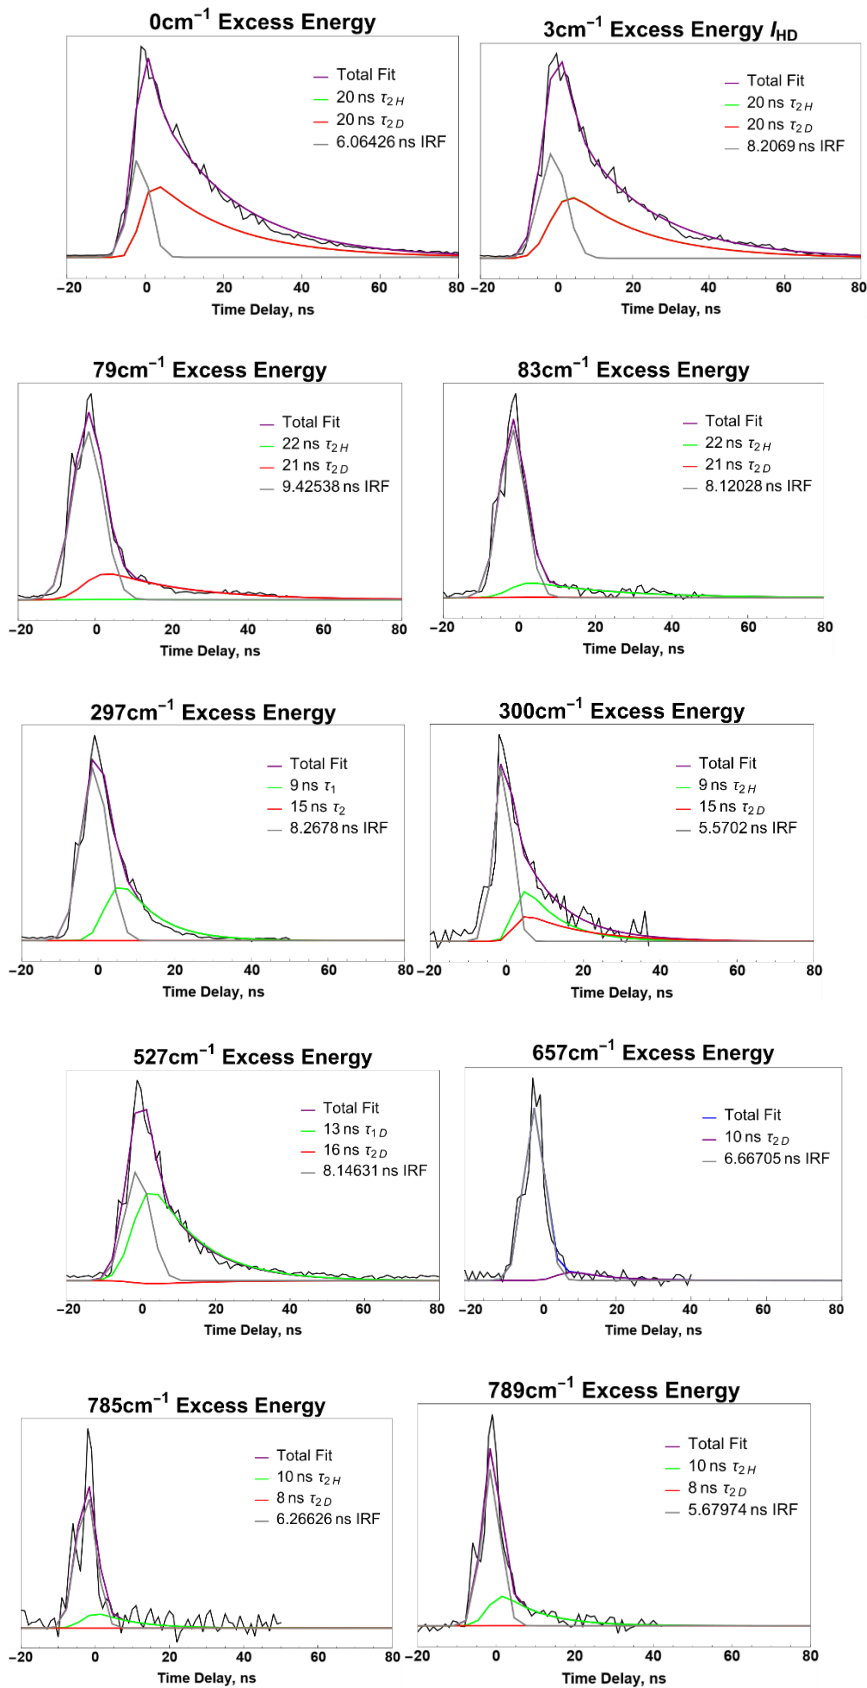 0cm⁻¹ Excess Energy
Total Fit
20 ns τ2H
20 ns τ2D
6.06426 ns IRF
−20 0 20 40 60 80
Time Delay, ns
3cm⁻¹ Excess Energy IHD
Total Fit
20 ns τ2H
20 ns τ2D
8.2069 ns IRF
−20 0 20 40 60 80
Time Delay, ns
79cm⁻¹ Excess Energy
Total Fit
22 ns τ2H
21 ns τ2D
9.42538 ns IRF
−20 0 20 40 60 80
Time Delay, ns
83cm⁻¹ Excess Energy
Total Fit
22 ns τ2H
21 ns τ2D
8.12028 ns IRF
−20 0 20 40 60 80
Time Delay, ns
297cm⁻¹ Excess Energy
Total Fit
9 ns τ1
15 ns τ2
8.2678 ns IRF
−20 0 20 40 60 80
Time Delay, ns
300cm⁻¹ Excess Energy
Total Fit
9 ns τ2H
15 ns τ2D
5.5702 ns IRF
−20 0 20 40 60 80
Time Delay, ns
527cm⁻¹ Excess Energy
Total Fit
13 ns τ1D
16 ns τ2D
8.14631 ns IRF
−20 0 20 40 60 80
Time Delay, ns
657cm⁻¹ Excess Energy
Total Fit
10 ns τ2D
6.66705 ns IRF
−20 0 20 40 60 80
Time Delay, ns
785cm⁻¹ Excess Energy
Total Fit
10 ns τ2H
8 ns τ2D
6.26626 ns IRF
−20 0 20 40 60 80
Time Delay, ns
789cm⁻¹ Excess Energy
Total Fit
10 ns τ2H
8 ns τ2D
5.67974 ns IRF
−20 0 20 40 60 80
Time Delay, ns